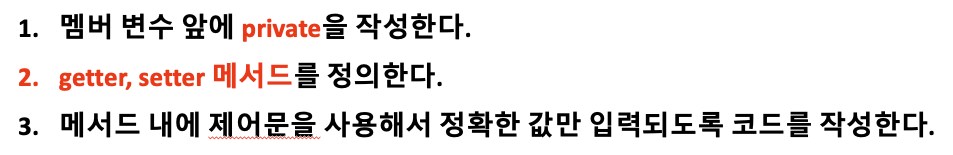 1. 멤버 변수 앞에 private을 작성한다.
2. getter, setter 메서드를 정의한다.
3. 메서드 내에 제어문을 사용해서 정확한 값만 입력되도록 코드를 작성한다.